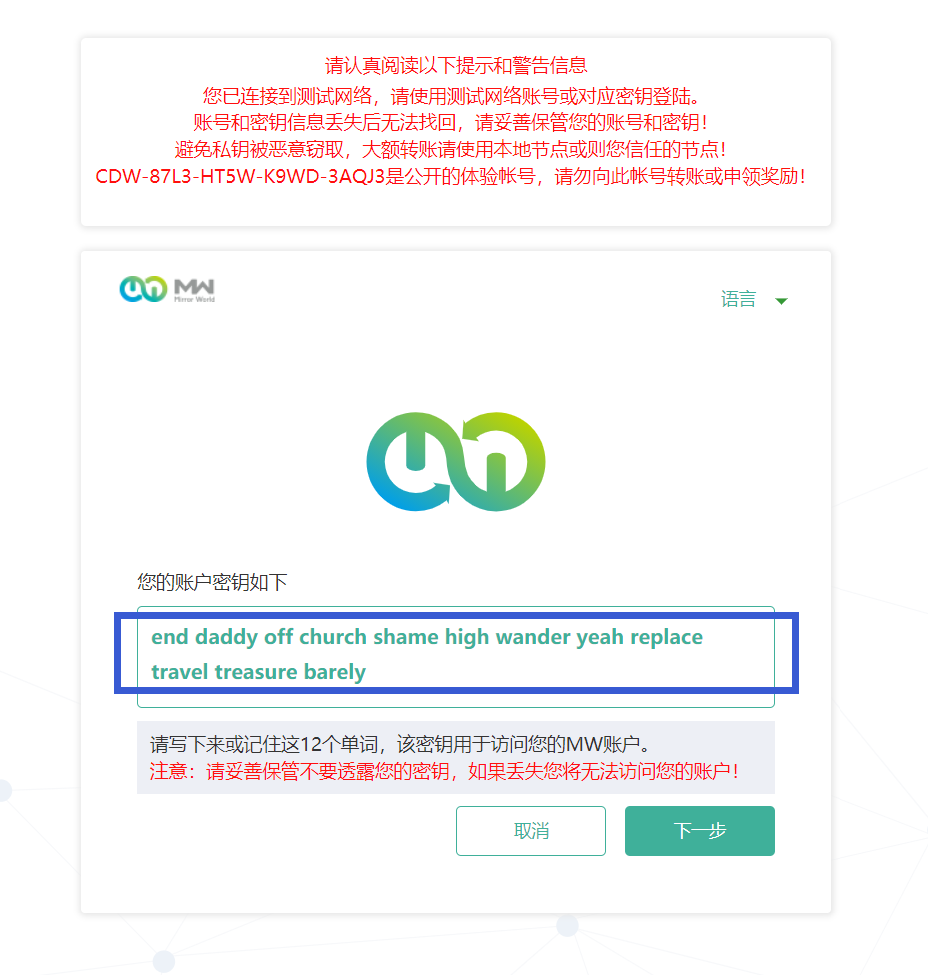 请认真阅读以下提示和警告信息
您已连接到测试网络，请使用测试网络账号或对应密钥登陆。
账号和密钥信息丢失后无法找回，请妥善保管您的账号和密钥！
避免私钥被恶意窃取，大额转账请使用本地节点或则您信任的节点！
CDW-87L3-HT5W-K9WD-3AQJ3是公开的体验帐号，请勿向此帐号转账或申领奖励！
MW
Mirror World
语言
您的账户密钥如下
end daddy off church shame high wander yeah replace
travel treasure barely
请写下来或记住这12个单词，该密钥用于访问您的MW账户。
注意：请妥善保管不要透露您的密钥，如果丢失您将无法访问您的账户！
取消
下一步